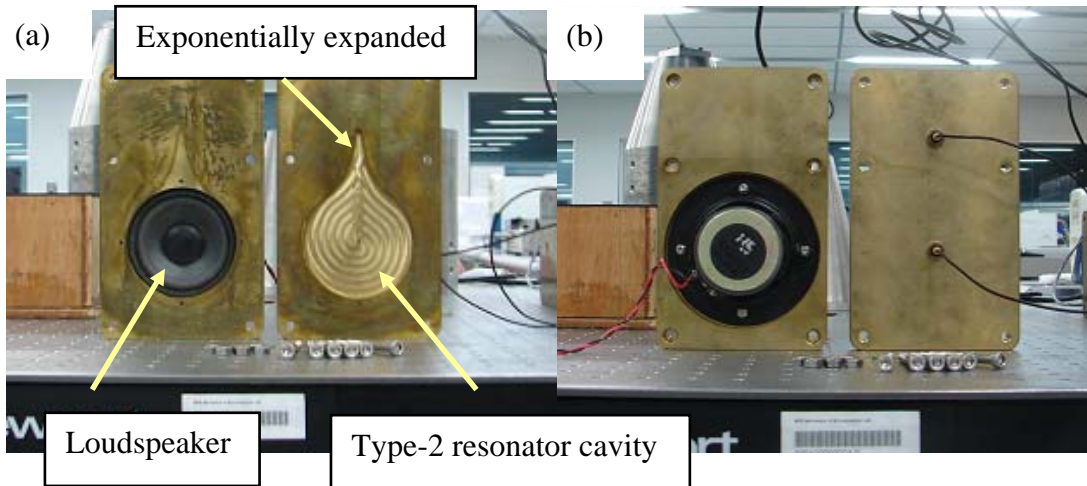 (a)
Exponentially expanded
(b)
Loudspeaker
Type-2 resonator cavity